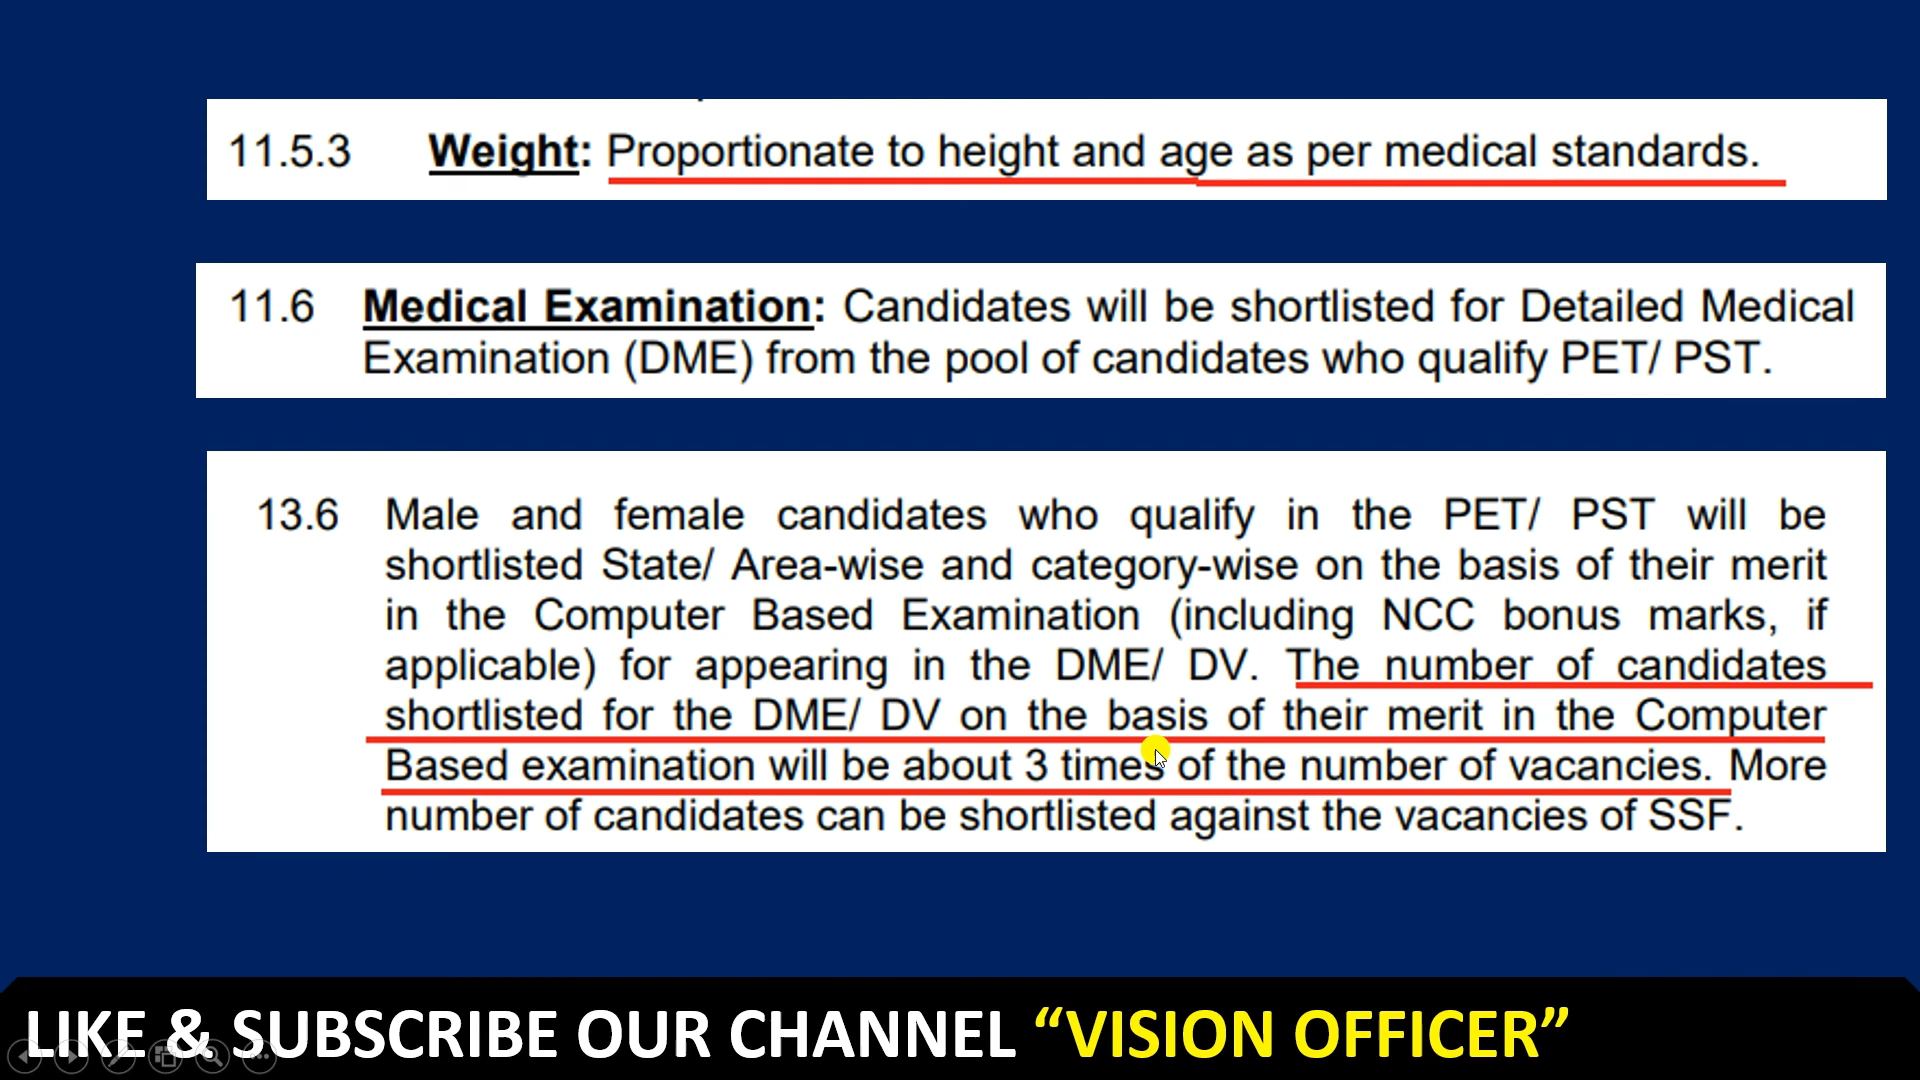 11.5.3 Weight: Proportionate to height and age as per medical standards.
11.6 Medical Examination: Candidates will be shortlisted for Detailed Medical
Examination (DME) from the pool of candidates who qualify PET/ PST.
13.6 Male and female candidates who qualify in the PET/ PST will be
shortlisted State/ Area-wise and category-wise on the basis of their merit
in the Computer Based Examination (including NCC bonus marks, if
applicable) for appearing in the DME/ DV. The number of candidates
shortlisted for the DME/ DV on the basis of their merit in the Computer
Based examination will be about 3 times of the number of vacancies. More
number of candidates can be shortlisted against the vacancies of SSF.
LIKE & SUBSCRIBE OUR CHANNEL “VISION OFFICER”